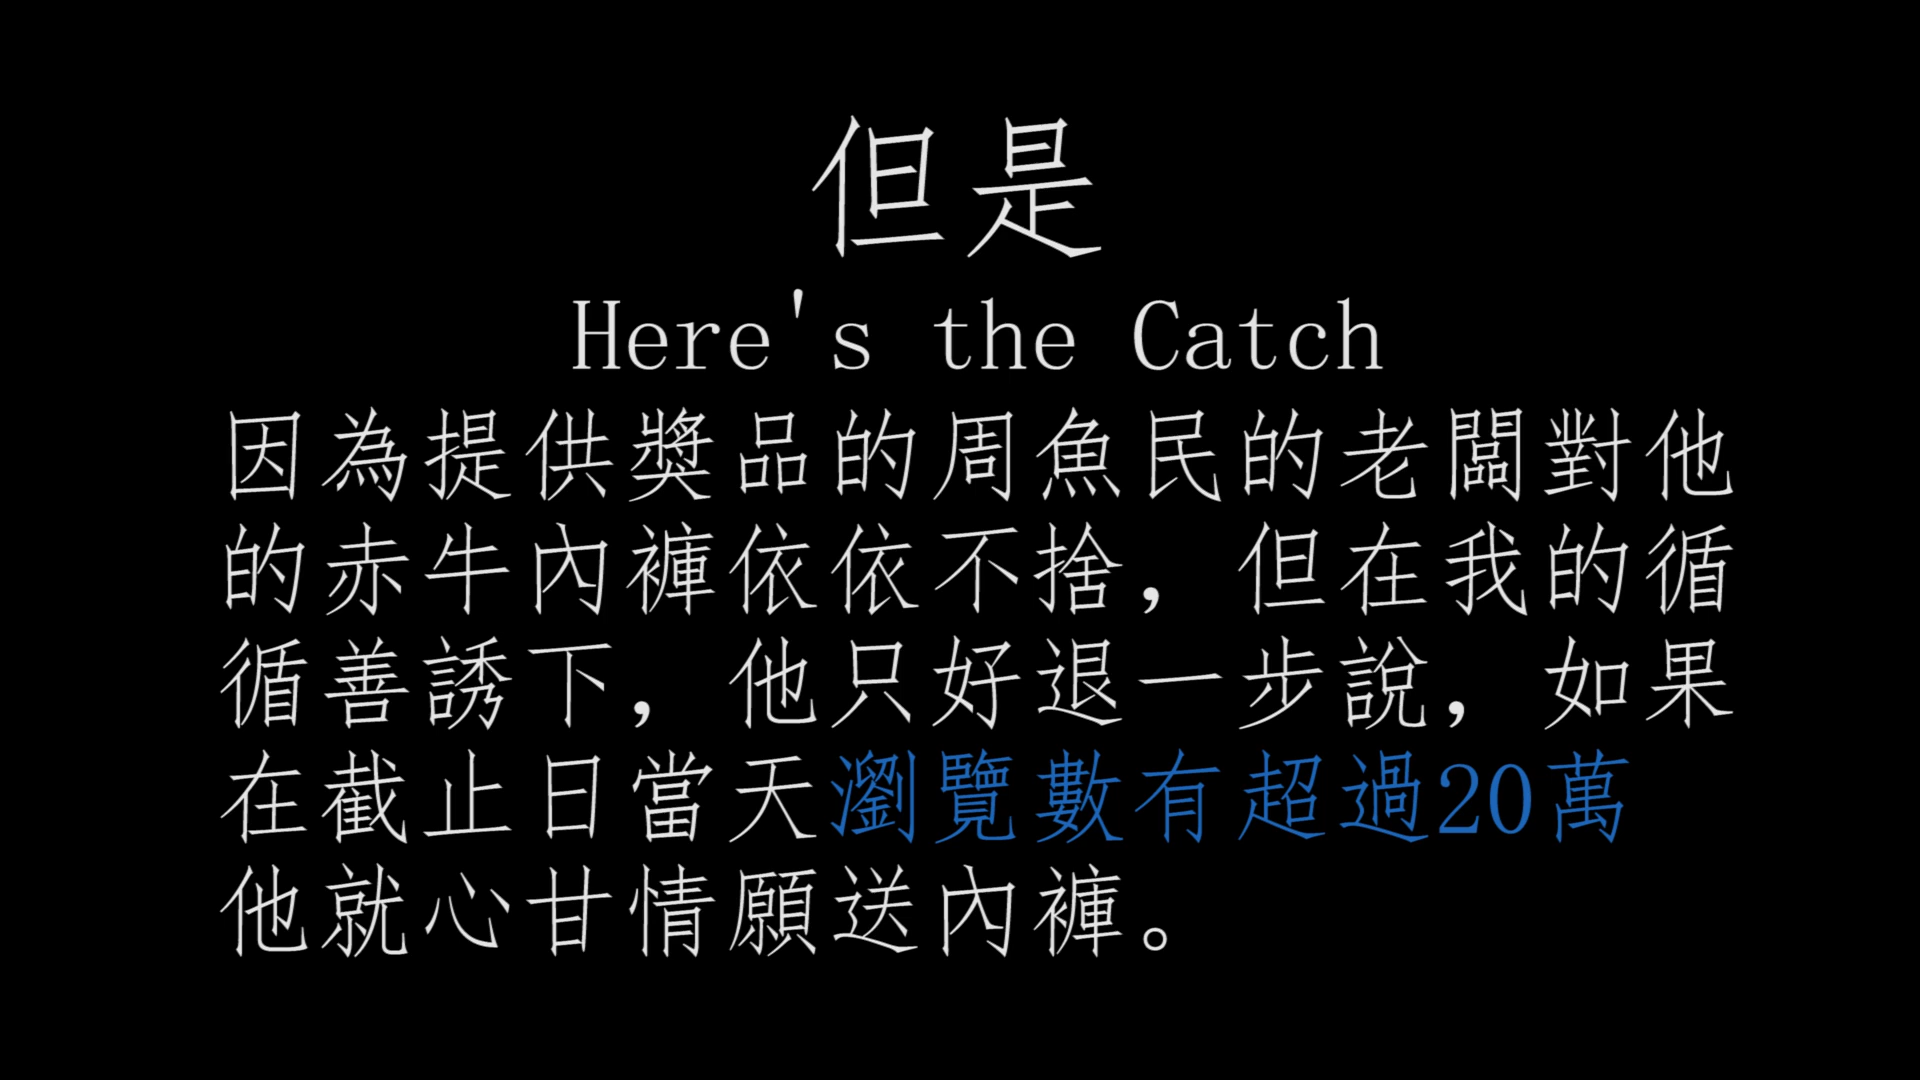 但是
Here's the Catch
因為提供獎品的周魚民的老闆對他
的赤牛內褲依依不捨，但在我的循
循善誘下，他只好退一步說，如果
在截止日當天瀏覽數有超過20萬
他就心甘情願送內褲。